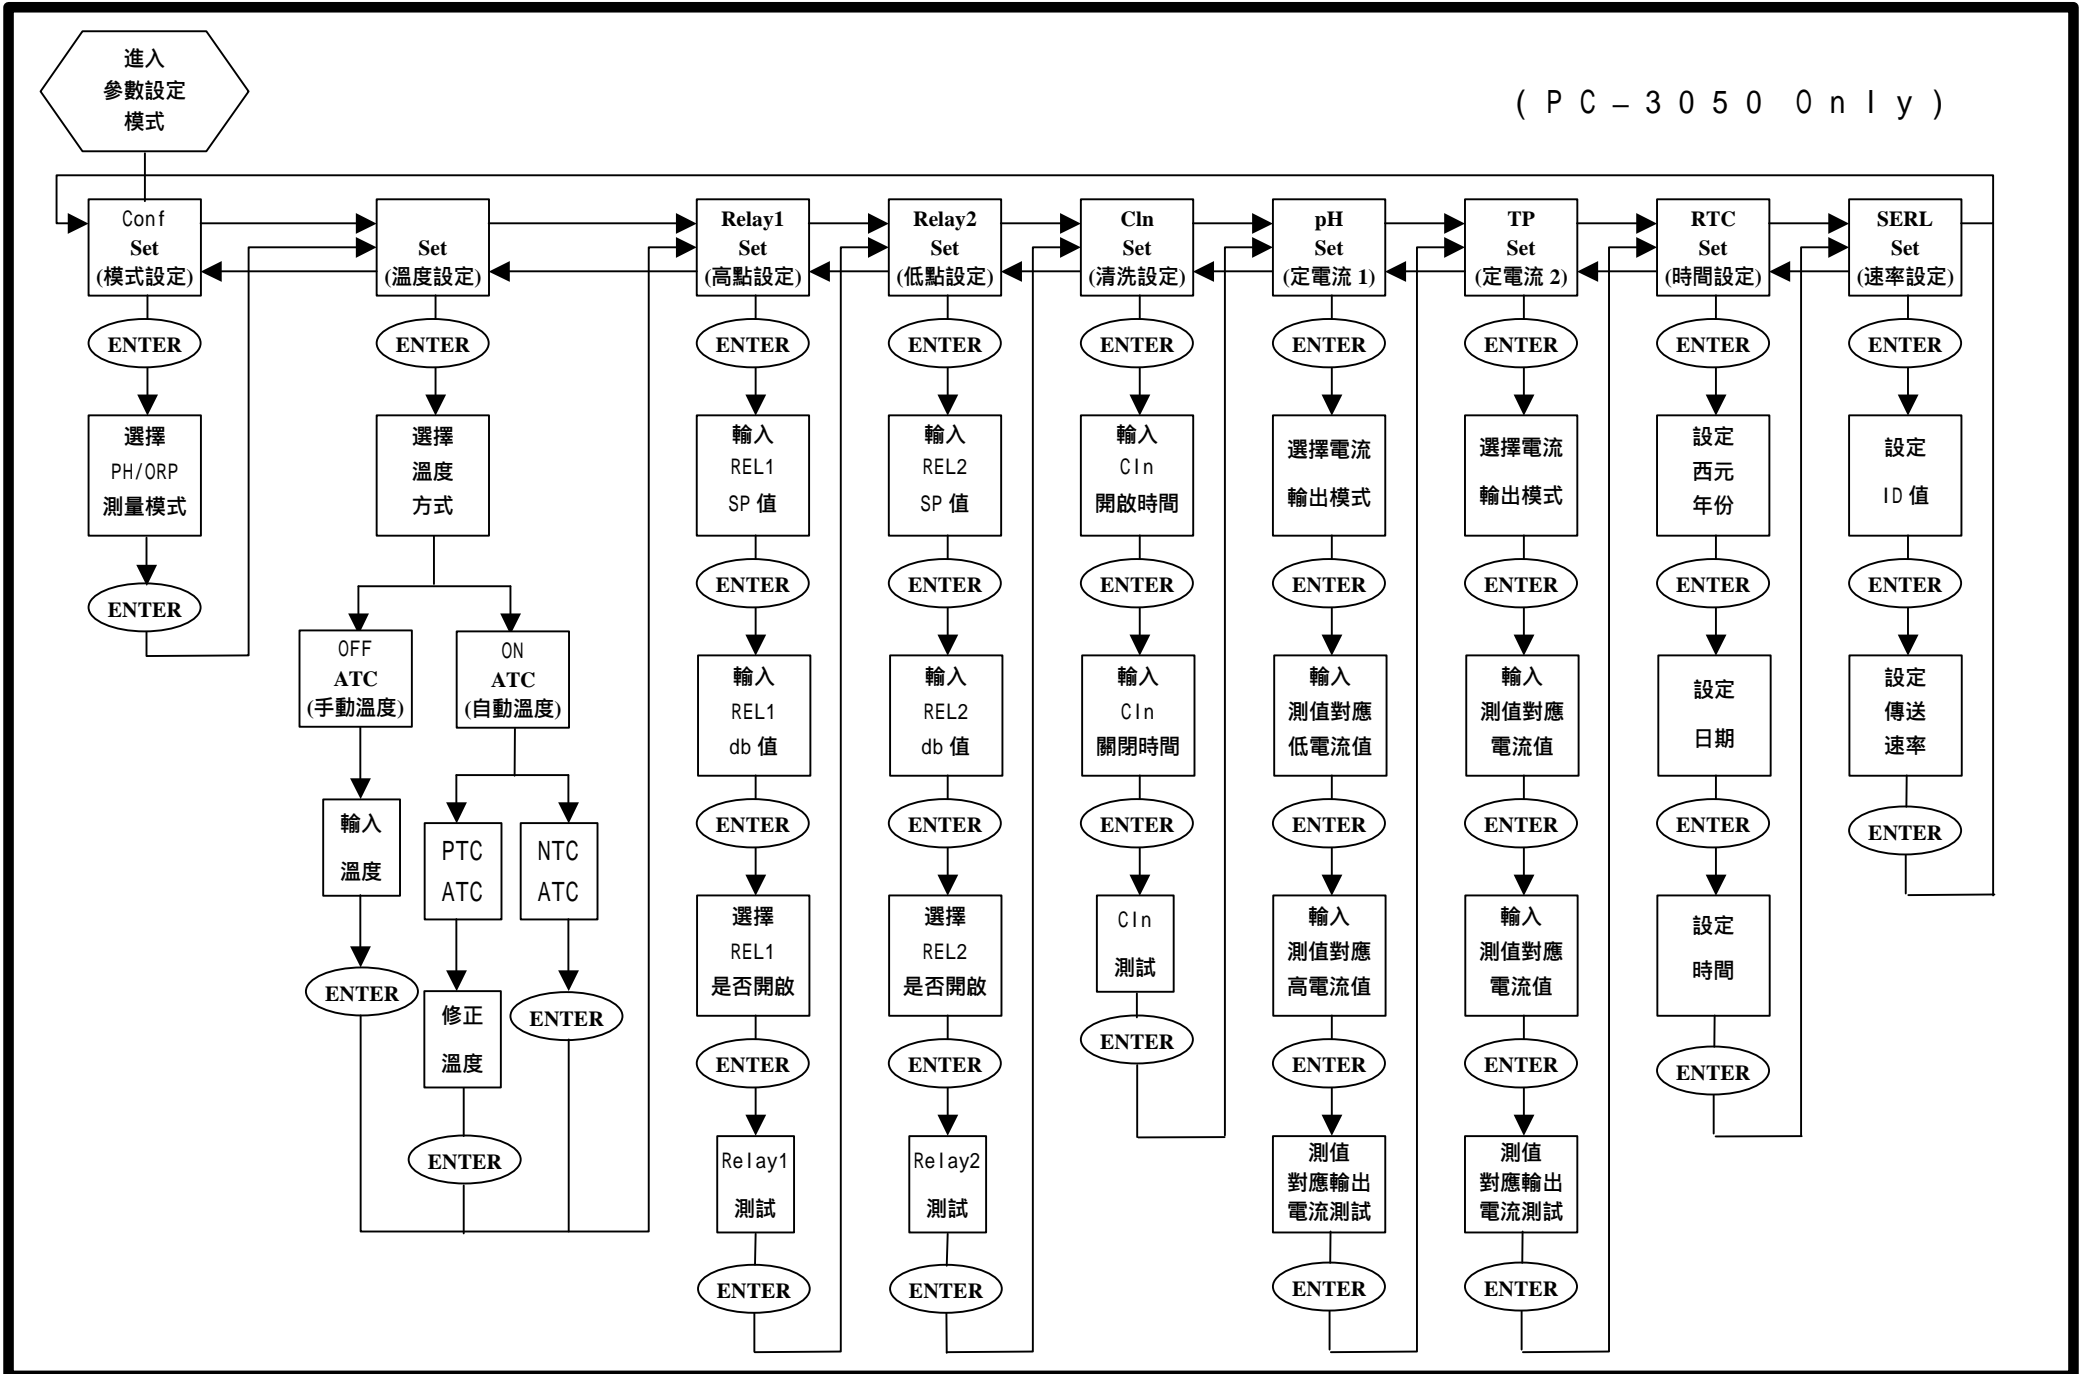 進入
參數設定
模式
(PC–3050 Only)
Conf
Set
(模式設定)
Set
(溫度設定)
Relay1
Set
(高點設定)
Relay2
Set
(低點設定)
Cln
Set
(清洗設定)
pH
Set
(定電流 1)
TP
Set
(定電流 2)
RTC
Set
(時間設定)
SERL
Set
(速率設定)
ENTER
ENTER
ENTER
ENTER
ENTER
ENTER
ENTER
ENTER
ENTER
選擇
PH/ORP
測量模式
選擇
溫度
方式
輸入
REL1
SP 值
輸入
REL2
SP 值
輸入
Cln
開啟時間
選擇電流
輸出模式
選擇電流
輸出模式
設定
西元
年份
設定
ID 值
ENTER
ENTER
ENTER
ENTER
ENTER
ENTER
ENTER
ENTER
OFF
ATC
(手動溫度)
ON
ATC
(自動溫度)
輸入
REL1
db 值
輸入
REL2
db 值
輸入
Cln
關閉時間
輸入
測值對應
低電流值
輸入
測值對應
電流值
設定
日期
設定
傳送
速率
輸入
溫度
PTC
ATC
NTC
ATC
ENTER
ENTER
ENTER
ENTER
ENTER
ENTER
ENTER
選擇
REL1
是否開啟
選擇
REL2
是否開啟
Cln
測試
輸入
測值對應
高電流值
輸入
測值對應
電流值
設定
時間
ENTER
修正
溫度
ENTER
ENTER
ENTER
ENTER
ENTER
ENTER
ENTER
ENTER
Relay1
測試
Relay2
測試
測值
對應輸出
電流測試
測值
對應輸出
電流測試
ENTER
ENTER
ENTER
ENTER